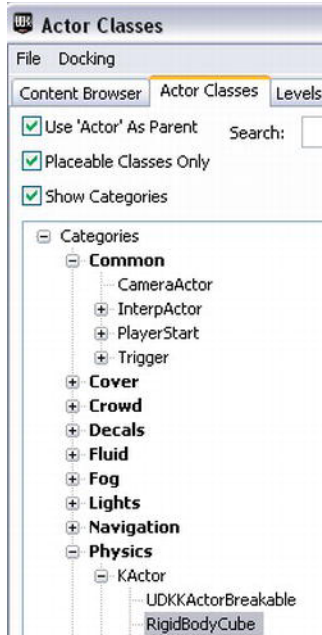 Actor Classes
File Docking
Content Browser Actor Classes Levels
Use 'Actor' As Parent Search:
Placeable Classes Only
Show Categories
Categories
Common
CameraActor
InterpActor
PlayerStart
Trigger
Cover
Crowd
Decals
Fluid
Fog
Lights
Navigation
Physics
KActor
UDKKActorBreakable
RigidBodyCube